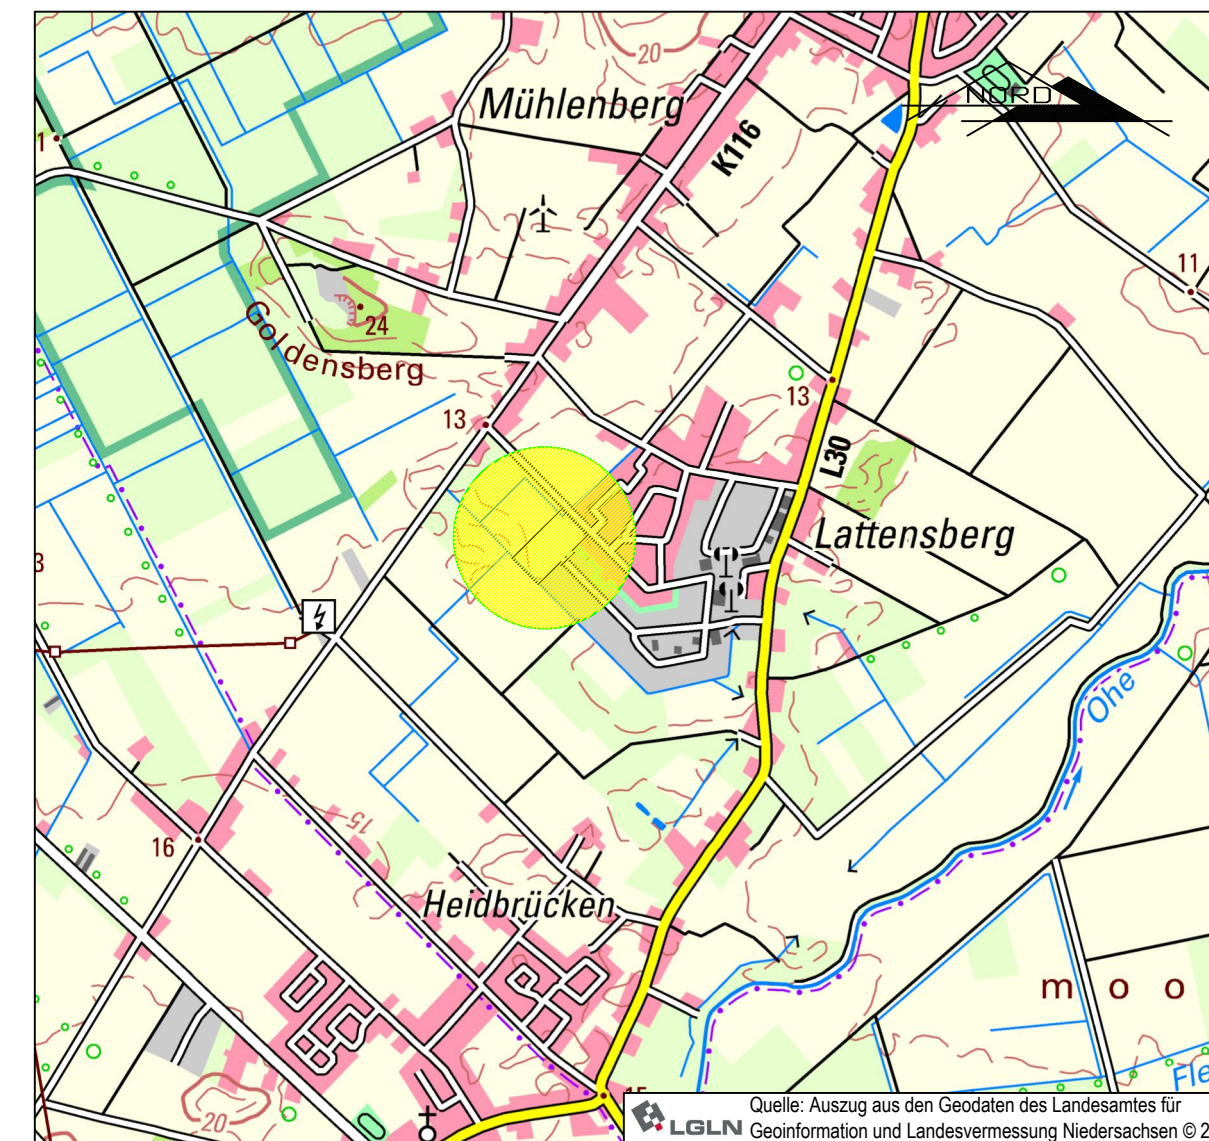 20
NORD
Mühlenberg
K116
1
11
24
Goldensberg
13
13
L30
Lattensberg
3
Ohe
15
16
Heidbrücken
moo
20
15
Fle
LGLN
Quelle: Auszug aus den Geodaten des Landesamtes für
Geoinformation und Landesvermessung Niedersachsen © 2